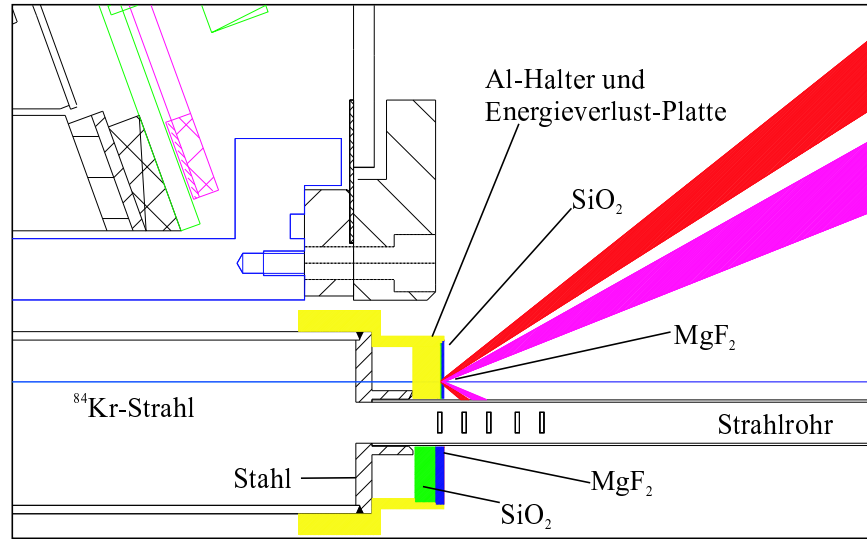 Al-Halter und
Energieverlust-Platte
SiO₂
MgF₂
⁸⁴Kr-Strahl
Strahlrohr
Stahl
MgF₂
SiO₂